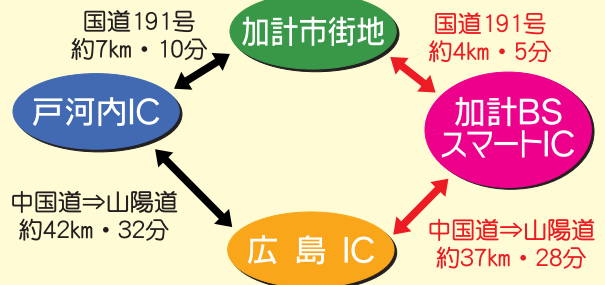 国道191号
約7km・10分
加計市街地
国道191号
約4km・5分
戸河内IC
加計BS
スマートIC
中国道⇒山陽道
約42km・32分
広島 IC
中国道⇒山陽道
約37km・28分